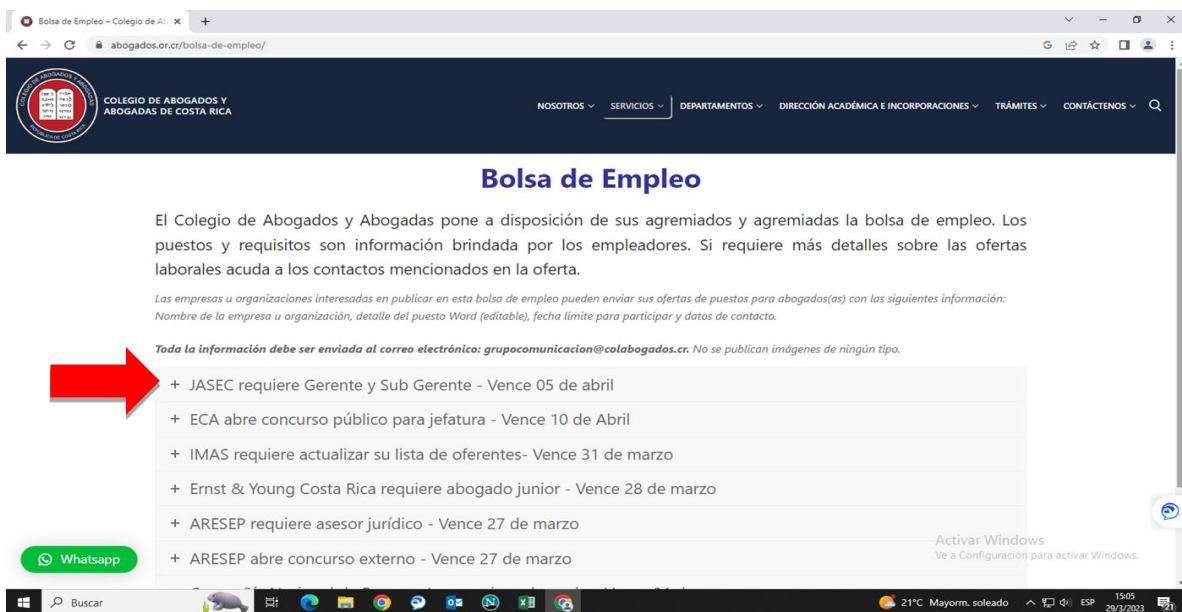 Bolsa de Empleo – Colegio de Ab
abogados.or.cr/bolsa-de-empleo/
COLEGIO DE ABOGADOS Y
ABOGADAS DE COSTA RICA
NOSOTROS SERVICIOS DEPARTAMENTOS DIRECCIÓN ACADÉMICA E INCORPORACIONES TRÁMITES CONTÁCTENOS
Bolsa de Empleo
El Colegio de Abogados y Abogadas pone a disposición de sus agremiados y agremiadas la bolsa de empleo. Los
puestos y requisitos son información brindada por los empleadores. Si requiere más detalles sobre las ofertas
laborales acuda a los contactos mencionados en la oferta.
Las empresas u organizaciones interesadas en publicar en esta bolsa de empleo pueden enviar sus ofertas de puestos para abogados(as) con las siguientes información:
Nombre de la empresa u organización, detalle del puesto Word (editable), fecha límite para participar y datos de contacto.
Toda la información debe ser enviada al correo electrónico: grupocomunicacion@colabogados.cr. No se publican imágenes de ningún tipo.
+ JASEC requiere Gerente y Sub Gerente - Vence 05 de abril
+ ECA abre concurso público para jefatura - Vence 10 de Abril
+ IMAS requiere actualizar su lista de oferentes- Vence 31 de marzo
+ Ernst & Young Costa Rica requiere abogado junior - Vence 28 de marzo
+ ARESEP requiere asesor jurídico - Vence 27 de marzo
+ ARESEP abre concurso externo - Vence 27 de marzo
Whatsapp
Activar Windows
Ve a Configuración para activar Windows.
Buscar
21°C Mayorm. soleado
ESP
15:05
29/3/2023
21